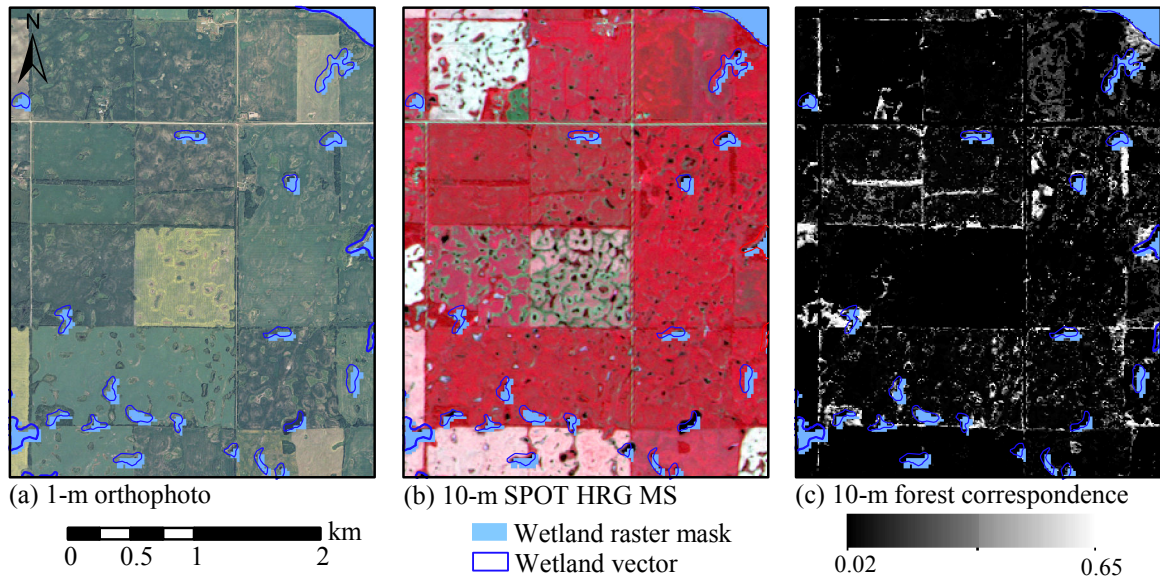 N
(a) 1-m orthophoto
(b) 10-m SPOT HRG MS
(c) 10-m forest correspondence
km
0 0.5 1 2
Wetland raster mask
Wetland vector
0.02 0.65